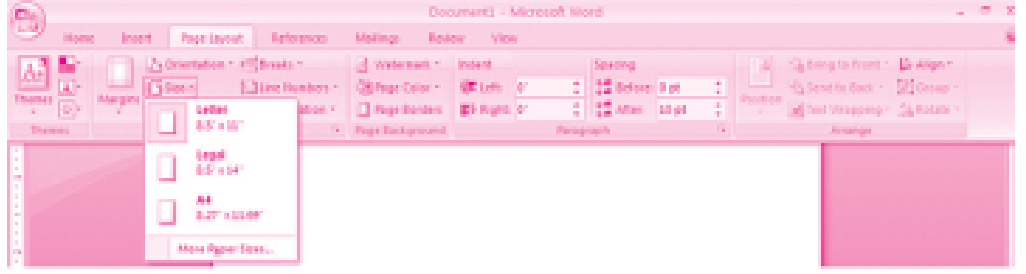 Document1 - Microsoft Word
Home Insert Page Layout References Mailings Review View
Orientation Breaks Watermark Indent Spacing Bring to Front Align
Size Line Numbers Page Color Left: 0" Before: 0 pt Send to Back Group
Themes Margins Page Borders Right: 0" After: 10 pt Position Text Wrapping Rotate
Themes Page Background Paragraph Arrange
Letter
8.5" x 11"
Legal
8.5" x 14"
A4
8.27" x 11.69"
More Paper Sizes...